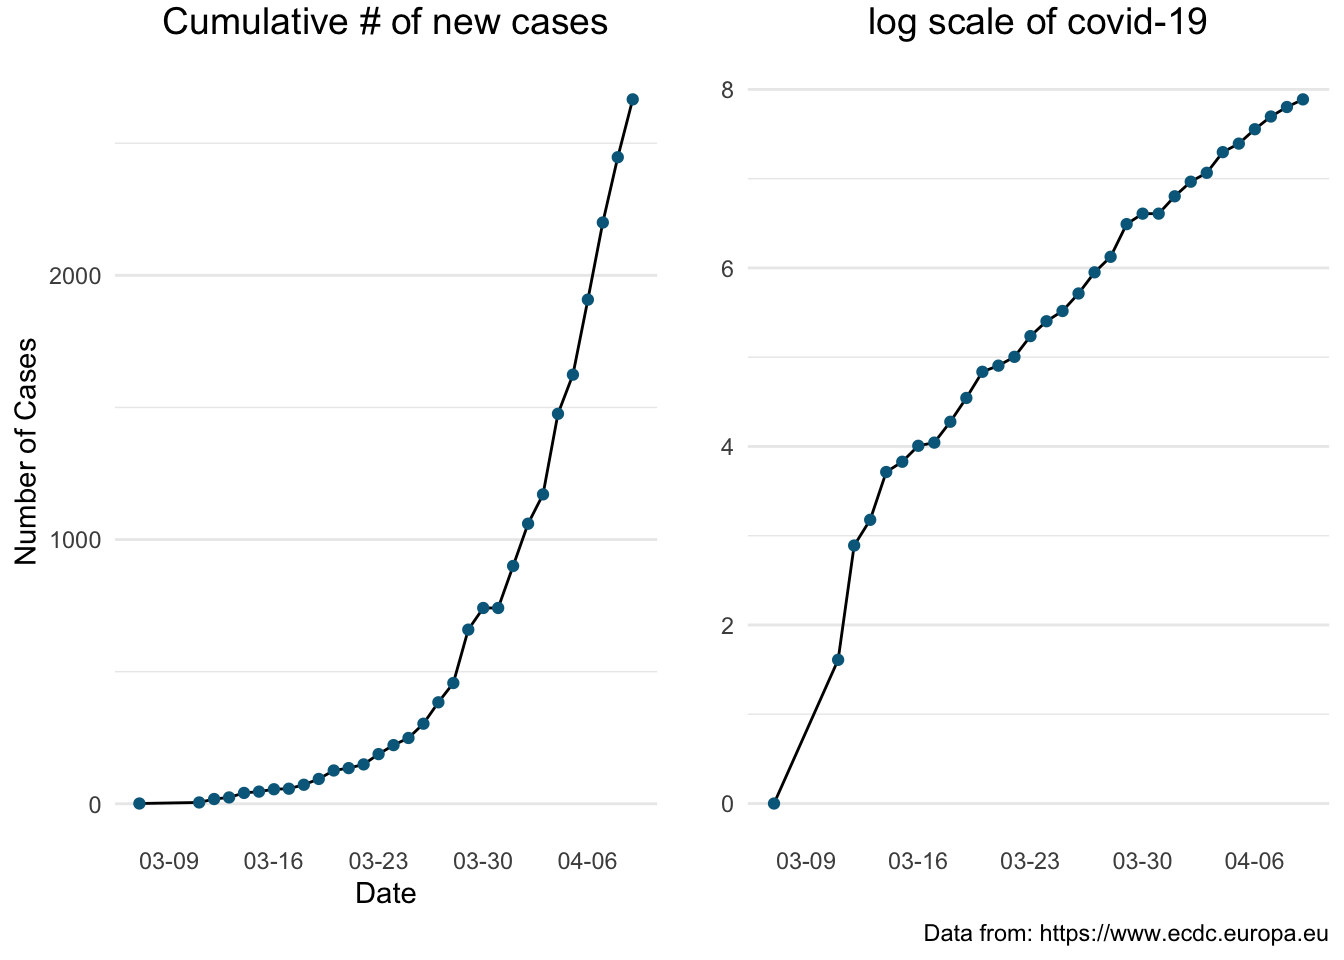 Cumulative # of new cases
Number of Cases
2000
1000
0
03-09 03-16 03-23 03-30 04-06
Date
log scale of covid-19
8
6
4
2
0
03-09 03-16 03-23 03-30 04-06
Data from: https://www.ecdc.europa.eu